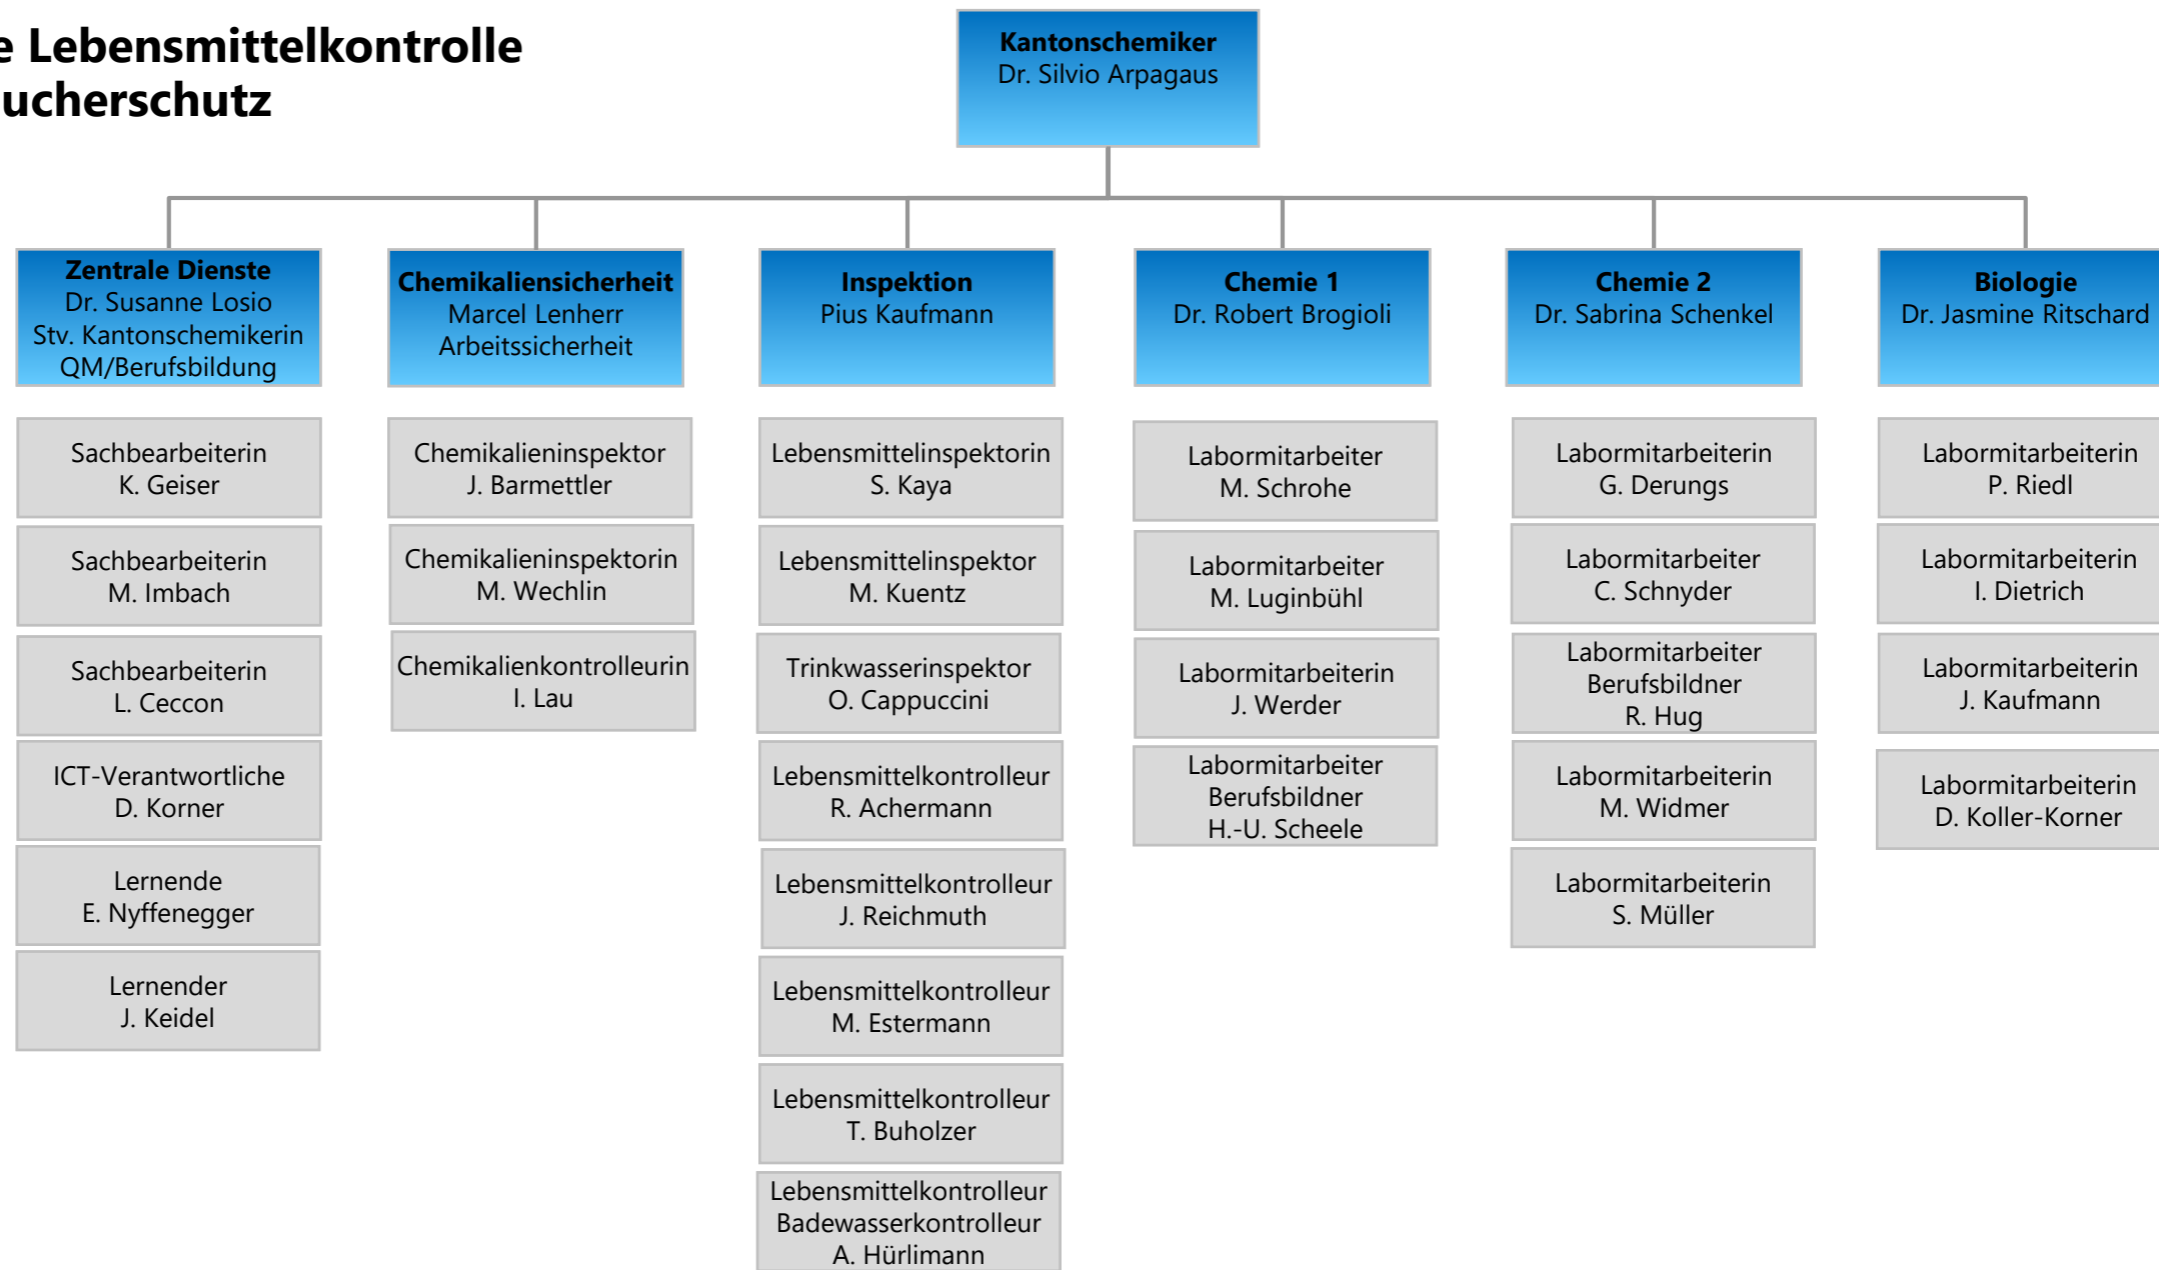 e Lebensmittelkontrolle
ucherschutz
Kantonschemiker
Dr. Silvio Arpagaus
Zentrale Dienste
Dr. Susanne Losio
Stv. Kantonschemikerin
QM/Berufsbildung
Chemikaliensicherheit
Marcel Lenherr
Arbeitssicherheit
Inspektion
Pius Kaufmann
Chemie 1
Dr. Robert Brogioli
Chemie 2
Dr. Sabrina Schenkel
Biologie
Dr. Jasmine Ritschard
Sachbearbeiterin
K. Geiser
Sachbearbeiterin
M. Imbach
Sachbearbeiterin
L. Ceccon
ICT-Verantwortliche
D. Korner
Lernende
E. Nyffenegger
Lernender
J. Keidel
Chemikalieninspektor
J. Barmettler
Chemikalieninspektorin
M. Wechlin
Chemikalienkontrolleurin
I. Lau
Lebensmittelinspektorin
S. Kaya
Lebensmittelinspektor
M. Kuentz
Trinkwasserinspektor
O. Cappuccini
Lebensmittelkontrolleur
R. Achermann
Lebensmittelkontrolleur
J. Reichmuth
Lebensmittelkontrolleur
M. Estermann
Lebensmittelkontrolleur
T. Buholzer
Lebensmittelkontrolleur
Badewasserkontrolleur
A. Hürlimann
Labormitarbeiter
M. Schrohe
Labormitarbeiter
M. Luginbühl
Labormitarbeiterin
J. Werder
Labormitarbeiter
Berufsbildner
H.-U. Scheele
Labormitarbeiterin
G. Derungs
Labormitarbeiter
C. Schnyder
Labormitarbeiter
Berufsbildner
R. Hug
Labormitarbeiterin
M. Widmer
Labormitarbeiterin
S. Müller
Labormitarbeiterin
P. Riedl
Labormitarbeiterin
I. Dietrich
Labormitarbeiterin
J. Kaufmann
Labormitarbeiterin
D. Koller-Korner